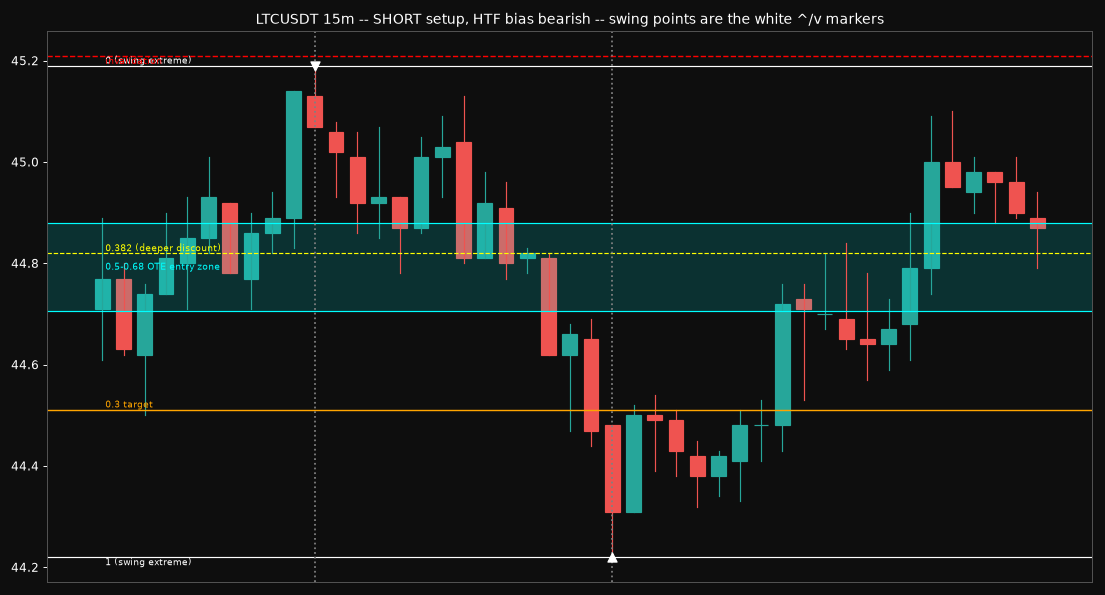 LTCUSDT 15m -- SHORT setup, HTF bias bearish -- swing points are the white ^/v markers
45.2
0 (swing extreme)
45.0
0.382 (deeper discount)
44.8
0.5-0.68 OTE entry zone
44.6
0.3 target
44.4
1 (swing extreme)
44.2